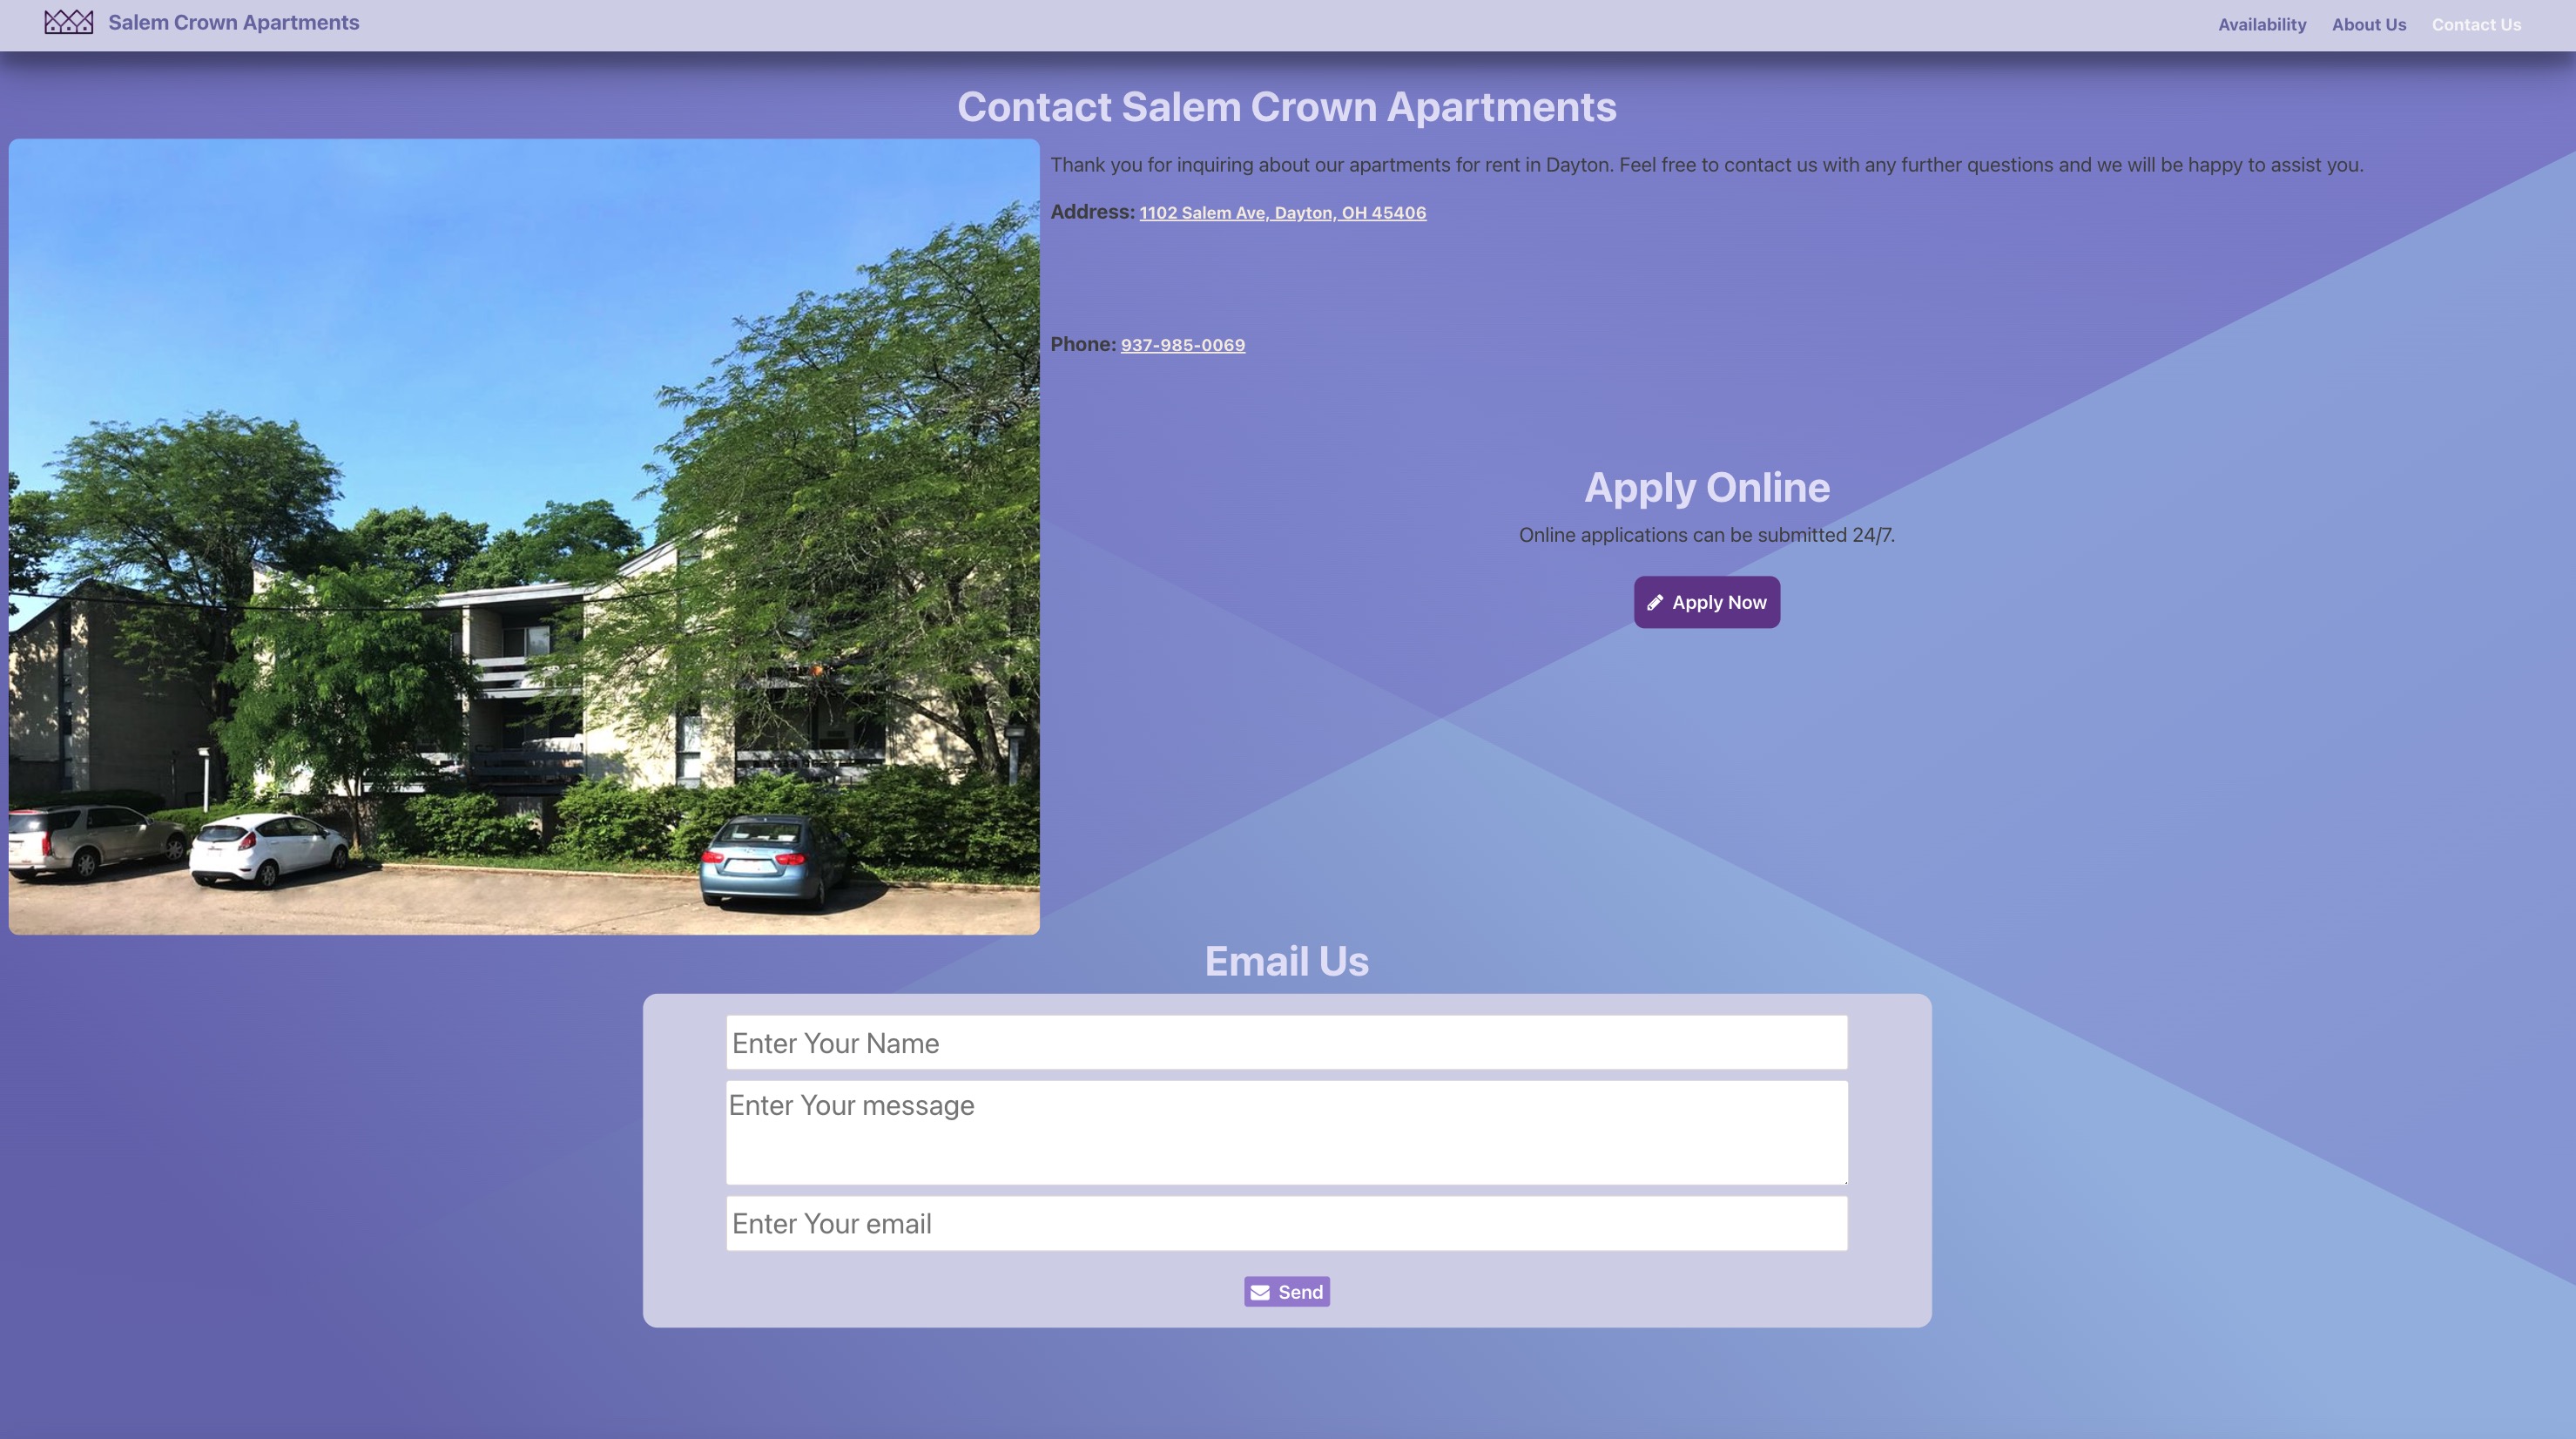 Salem Crown Apartments
Availability
About Us
Contact Us
Contact Salem Crown Apartments
Thank you for inquiring about our apartments for rent in Dayton. Feel free to contact us with any further questions and we will be happy to assist you.
Address: 1102 Salem Ave, Dayton, OH 45406
Phone: 937-985-0069
Apply Online
Online applications can be submitted 24/7.
Apply Now
Email Us
Enter Your Name
Enter Your message
Enter Your email
Send